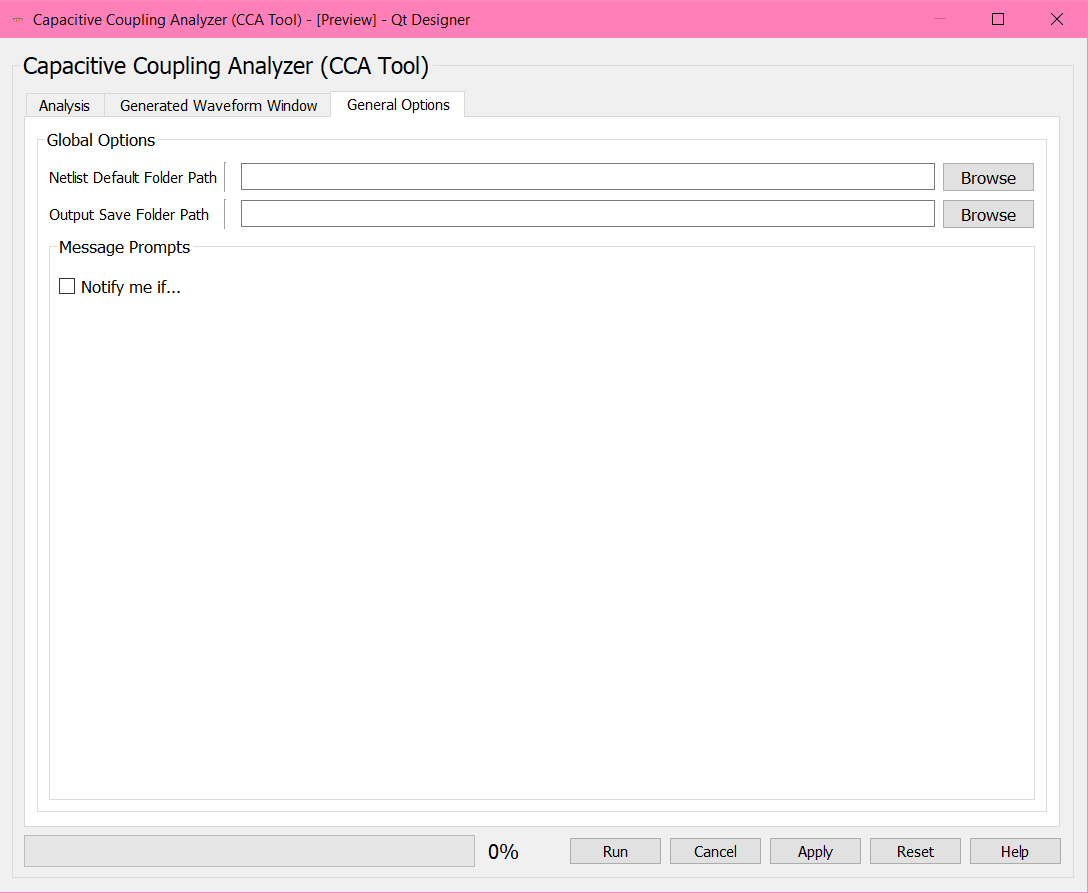 Capacitive Coupling Analyzer (CCA Tool) - [Preview] - Qt Designer
Capacitive Coupling Analyzer (CCA Tool)
Analysis Generated Waveform Window General Options
Global Options
Netlist Default Folder Path Browse
Output Save Folder Path Browse
Message Prompts
Notify me if...
0% Run Cancel Apply Reset Help